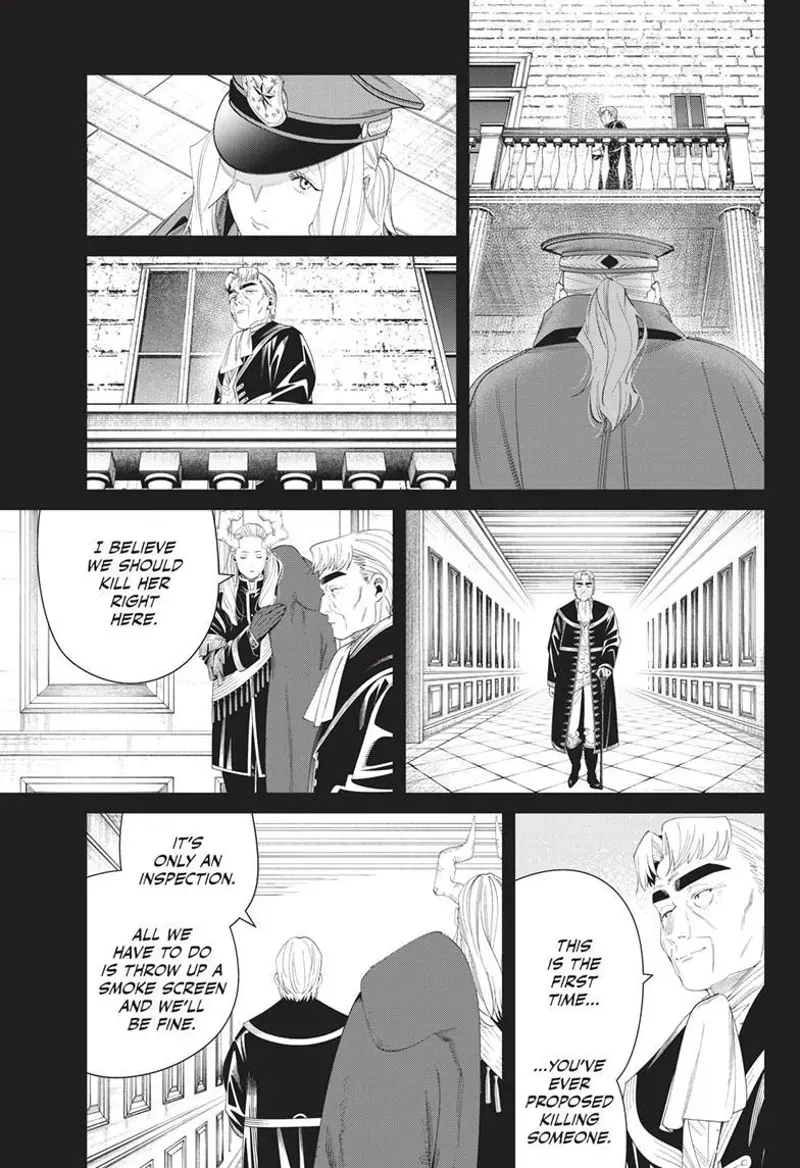 I BELIEVE
WE SHOULD
KILL HER
RIGHT
HERE.
THIS
IS THE
FIRST
TIME...
...YOU'VE
EVER
PROPOSED
KILLING
SOMEONE.
IT'S
ONLY AN
INSPECTION.
ALL WE
HAVE TO DO
IS THROW UP A
SMOKE SCREEN
AND WE'LL
BE FINE.